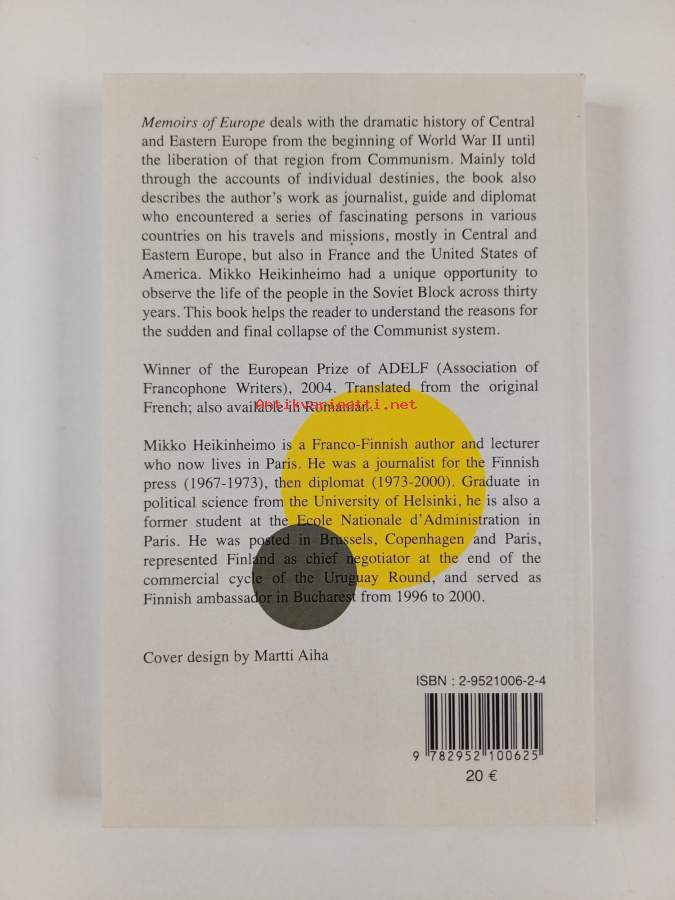 Memoirs of Europe deals with the dramatic history of Central
and Eastern Europe from the beginning of World War II until
the liberation of that region from Communism. Mainly told
through the accounts of individual destinies, the book also
describes the author's work as journalist, guide and diplomat
who encountered a series of fascinating persons in various
countries on his travels and missions, mostly in Central and
Eastern Europe, but also in France and the United States of
America. Mikko Heikinheimo had a unique opportunity to
observe the life of the people in the Soviet Block across thirty
years. This book helps the reader to understand the reasons for
the sudden and final collapse of the Communist system.
Winner of the European Prize of ADELF (Association of
Francophone Writers), 2004. Translated from the original
French; also available in Romanian.
Antikvariaatti.net
Mikko Heikinheimo is a Franco-Finnish author and lecturer
who now lives in Paris. He was a journalist for the Finnish
press (1967-1973), then diplomat (1973-2000). Graduate in
political science from the University of Helsinki, he is also a
former student at the Ecole Nationale d'Administration in
Paris. He was posted in Brussels, Copenhagen and Paris,
represented Finland as chief negotiator at the end of the
commercial cycle of the Uruguay Round, and served as
Finnish ambassador in Bucharest from 1996 to 2000.
Cover design by Martti Aiha
ISBN : 2-9521006-2-4
9 782952 100625
20 €